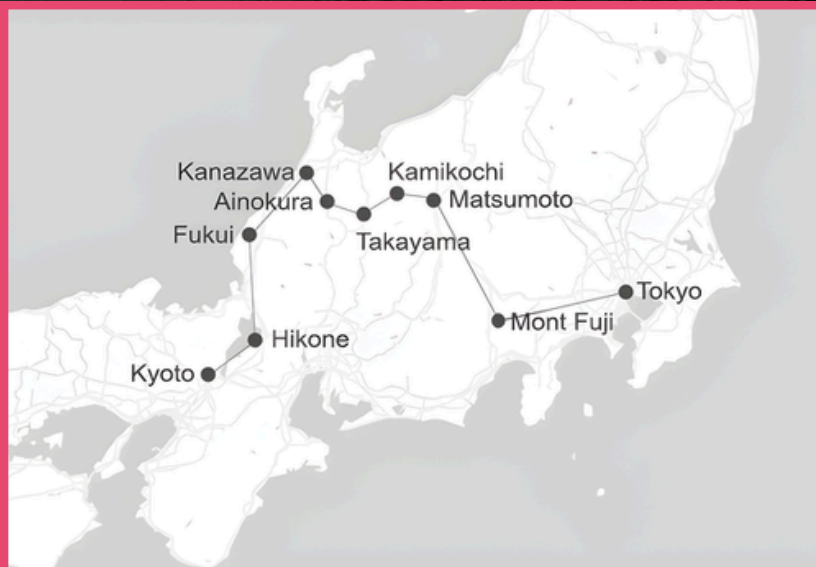 Kanazawa
Kamikochi
Ainokura
Matsumoto
Fukui
Takayama
Tokyo
Mont Fuji
Hikone
Kyoto